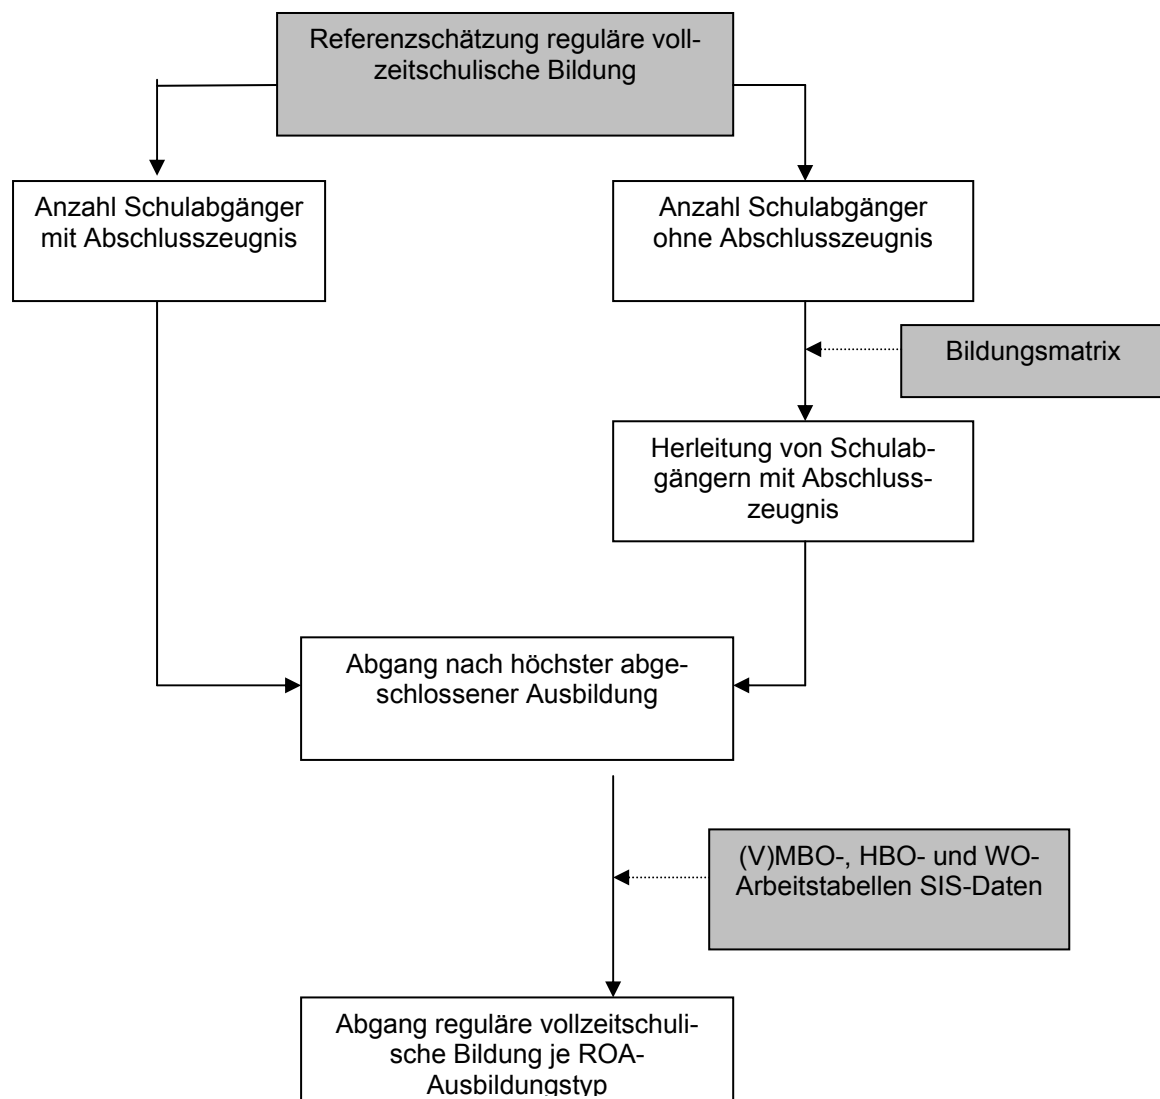 Referenzschätzung reguläre voll-
zeitschulische Bildung
Anzahl Schulabgänger
mit Abschlusszeugnis
Anzahl Schulabgänger
ohne Abschlusszeugnis
Bildungsmatrix
Herleitung von Schulab-
gängern mit Abschluss-
zeugnis
Abgang nach höchster abge-
schlossener Ausbildung
(V)MBO-, HBO- und WO-
Arbeitstabellen SIS-Daten
Abgang reguläre vollzeitschuli-
sche Bildung je ROA-
Ausbildungstyp